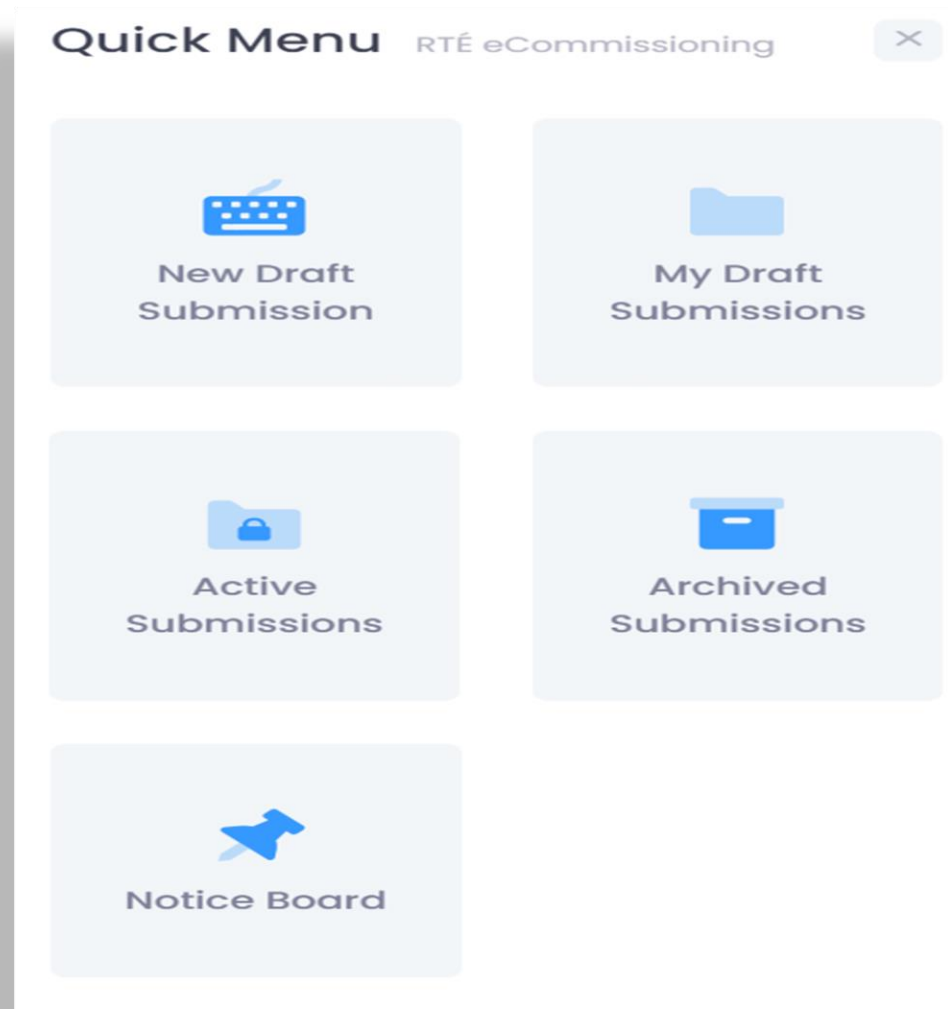 Quick Menu RTÉ eCommissioning
New Draft
Submission
My Draft
Submissions
Active
Submissions
Archived
Submissions
Notice Board